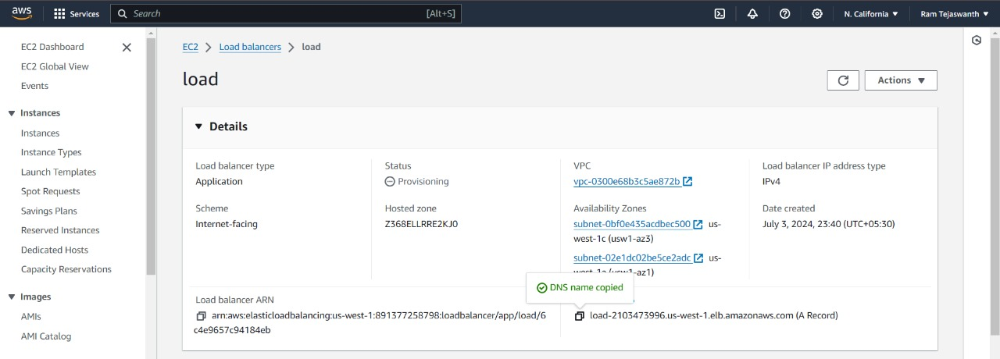 aws Services Search [Alt+S] N. California Ram Tejaswanth
EC2 Dashboard
EC2 Global View
Events
Instances
Instances
Instance Types
Launch Templates
Spot Requests
Savings Plans
Reserved Instances
Dedicated Hosts
Capacity Reservations
Images
AMIs
AMI Catalog
EC2 > Load balancers > load
load
Actions
Details
Load balancer type
Application
Status
Provisioning
VPC
vpc-0300e68b3c5ae872b
Load balancer IP address type
IPv4
Scheme
Internet-facing
Hosted zone
Z368ELLRRE2KJ0
Availability Zones
subnet-0bf0e435acdbec500 us-
west-1c (usw1-az3)
subnet-02e1dc02be5ce2adc us-
west-1a (usw1-az1)
Date created
July 3, 2024, 23:40 (UTC+05:30)
Load balancer ARN
arn:aws:elasticloadbalancing:us-west-1:891377258798:loadbalancer/app/load/6
c4e9657c94184eb
DNS name copied
load-2103473996.us-west-1.elb.amazonaws.com (A Record)